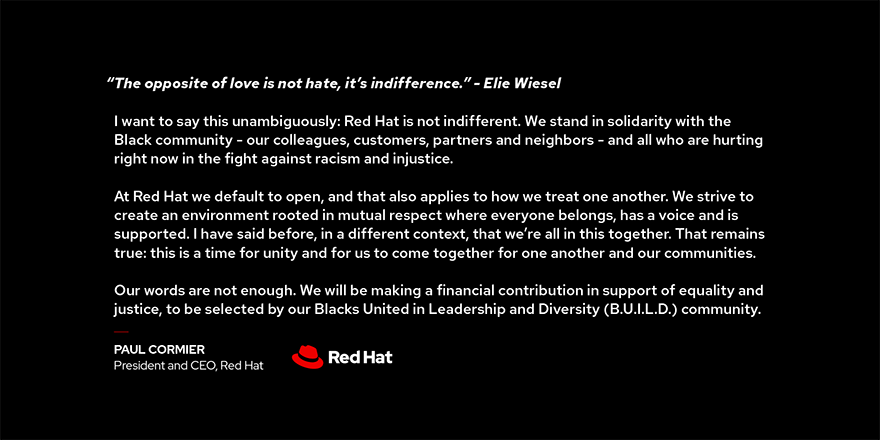 “The opposite of love is not hate, it’s indifference.” - Elie Wiesel
I want to say this unambiguously: Red Hat is not indifferent. We stand in solidarity with the
Black community - our colleagues, customers, partners and neighbors - and all who are hurting
right now in the fight against racism and injustice.
At Red Hat we default to open, and that also applies to how we treat one another. We strive to
create an environment rooted in mutual respect where everyone belongs, has a voice and is
supported. I have said before, in a different context, that we’re all in this together. That remains
true: this is a time for unity and for us to come together for one another and our communities.
Our words are not enough. We will be making a financial contribution in support of equality and
justice, to be selected by our Blacks United in Leadership and Diversity (B.U.I.L.D.) community.
PAUL CORMIER
President and CEO, Red Hat
Red Hat